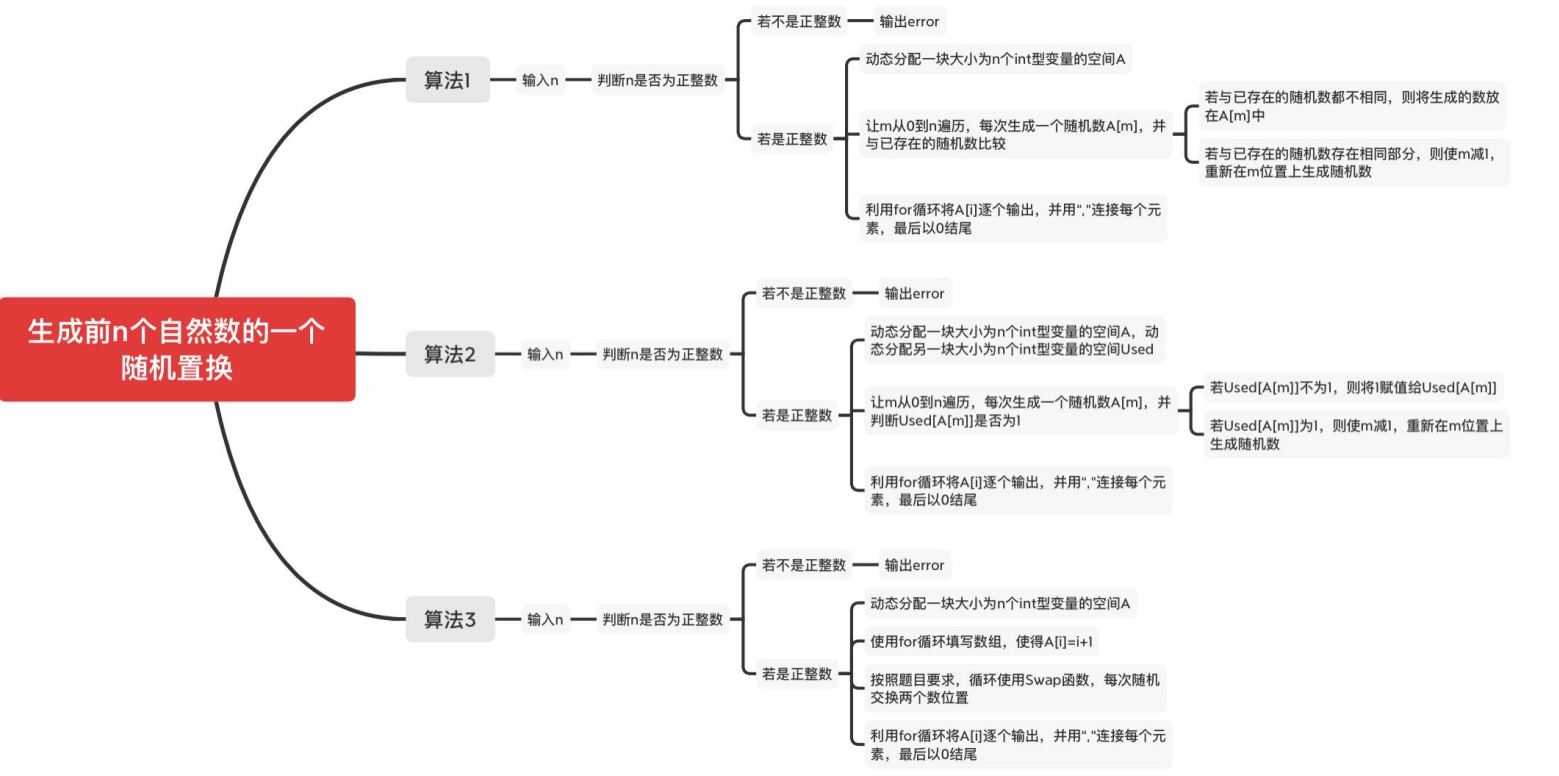 生成前n个自然数的一个
随机置换
算法1
输入n
判断n是否为正整数
若不是正整数
输出error
若是正整数
动态分配一块大小为n个int型变量的空间A
让m从0到n遍历，每次生成一个随机数A[m]，并
与已存在的随机数比较
若与已存在的随机数都不相同，则将生成的数放
在A[m]中
若与已存在的随机数存在相同部分，则使m减1，
重新在m位置上生成随机数
利用for循环将A[i]逐个输出，并用","连接每个元
素，最后以0结尾
算法2
输入n
判断n是否为正整数
若不是正整数
输出error
若是正整数
动态分配一块大小为n个int型变量的空间A，动
态分配另一块大小为n个int型变量的空间Used
让m从0到n遍历，每次生成一个随机数A[m]，并
判断Used[A[m]]是否为1
若Used[A[m]]不为1，则将1赋值给Used[A[m]]
若Used[A[m]]为1，则使m减1，重新在m位置上
生成随机数
利用for循环将A[i]逐个输出，并用","连接每个元
素，最后以0结尾
算法3
输入n
判断n是否为正整数
若不是正整数
输出error
若是正整数
动态分配一块大小为n个int型变量的空间A
使用for循环填写数组，使得A[i]=i+1
按照题目要求，循环使用Swap函数，每次随机
交换两个数位置
利用for循环将A[i]逐个输出，并用","连接每个元
素，最后以0结尾